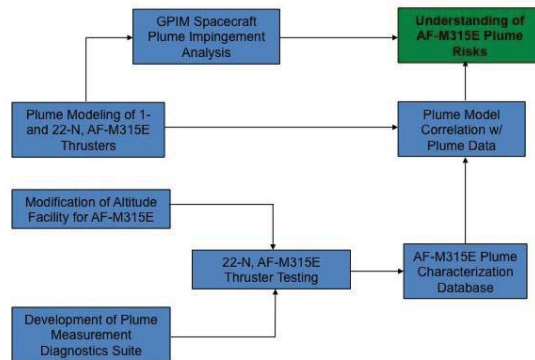 GPIM Spacecraft
Plume Impingement
Analysis
Understanding of
AF-M315E Plume
Risks
Plume Modeling of 1-
and 22-N, AF-M315E
Thrusters
Plume Model
Correlation w/
Plume Data
Modification of Altitude
Facility for AF-M315E
22-N, AF-M315E
Thruster Testing
AF-M315E Plume
Characterization
Database
Development of Plume
Measurement
Diagnostics Suite